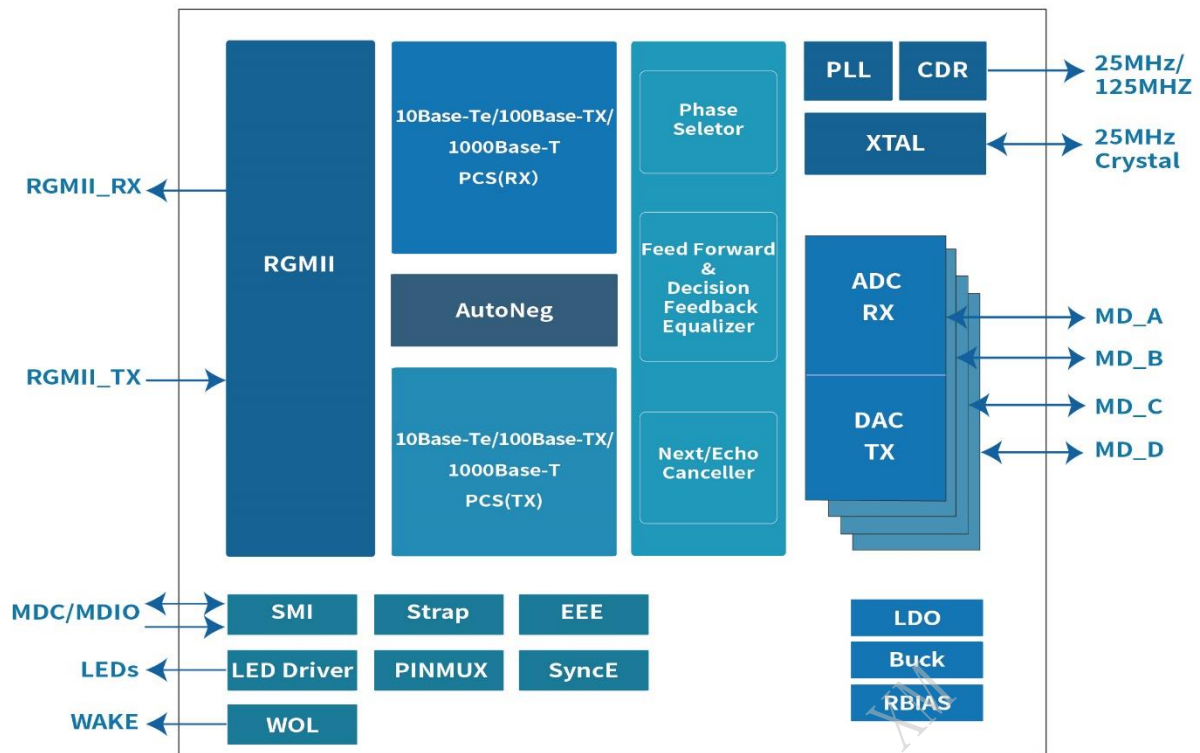 RGMII_RX
RGMII_TX
RGMII
10Base-Te/100Base-TX/
1000Base-T
PCS(RX)
AutoNeg
10Base-Te/100Base-TX/
1000Base-T
PCS(TX)
Phase
Seletor
Feed Forward
&
Decision
Feedback
Equalizer
Next/Echo
Canceller
PLL
CDR
XTAL
25MHz/
125MHZ
25MHz
Crystal
ADC
RX
DAC
TX
MD_A
MD_B
MD_C
MD_D
MDC/MDIO
LEDs
WAKE
SMI
Strap
EEE
LED Driver
PINMUX
SyncE
WOL
LDO
Buck
RBIAS
XM